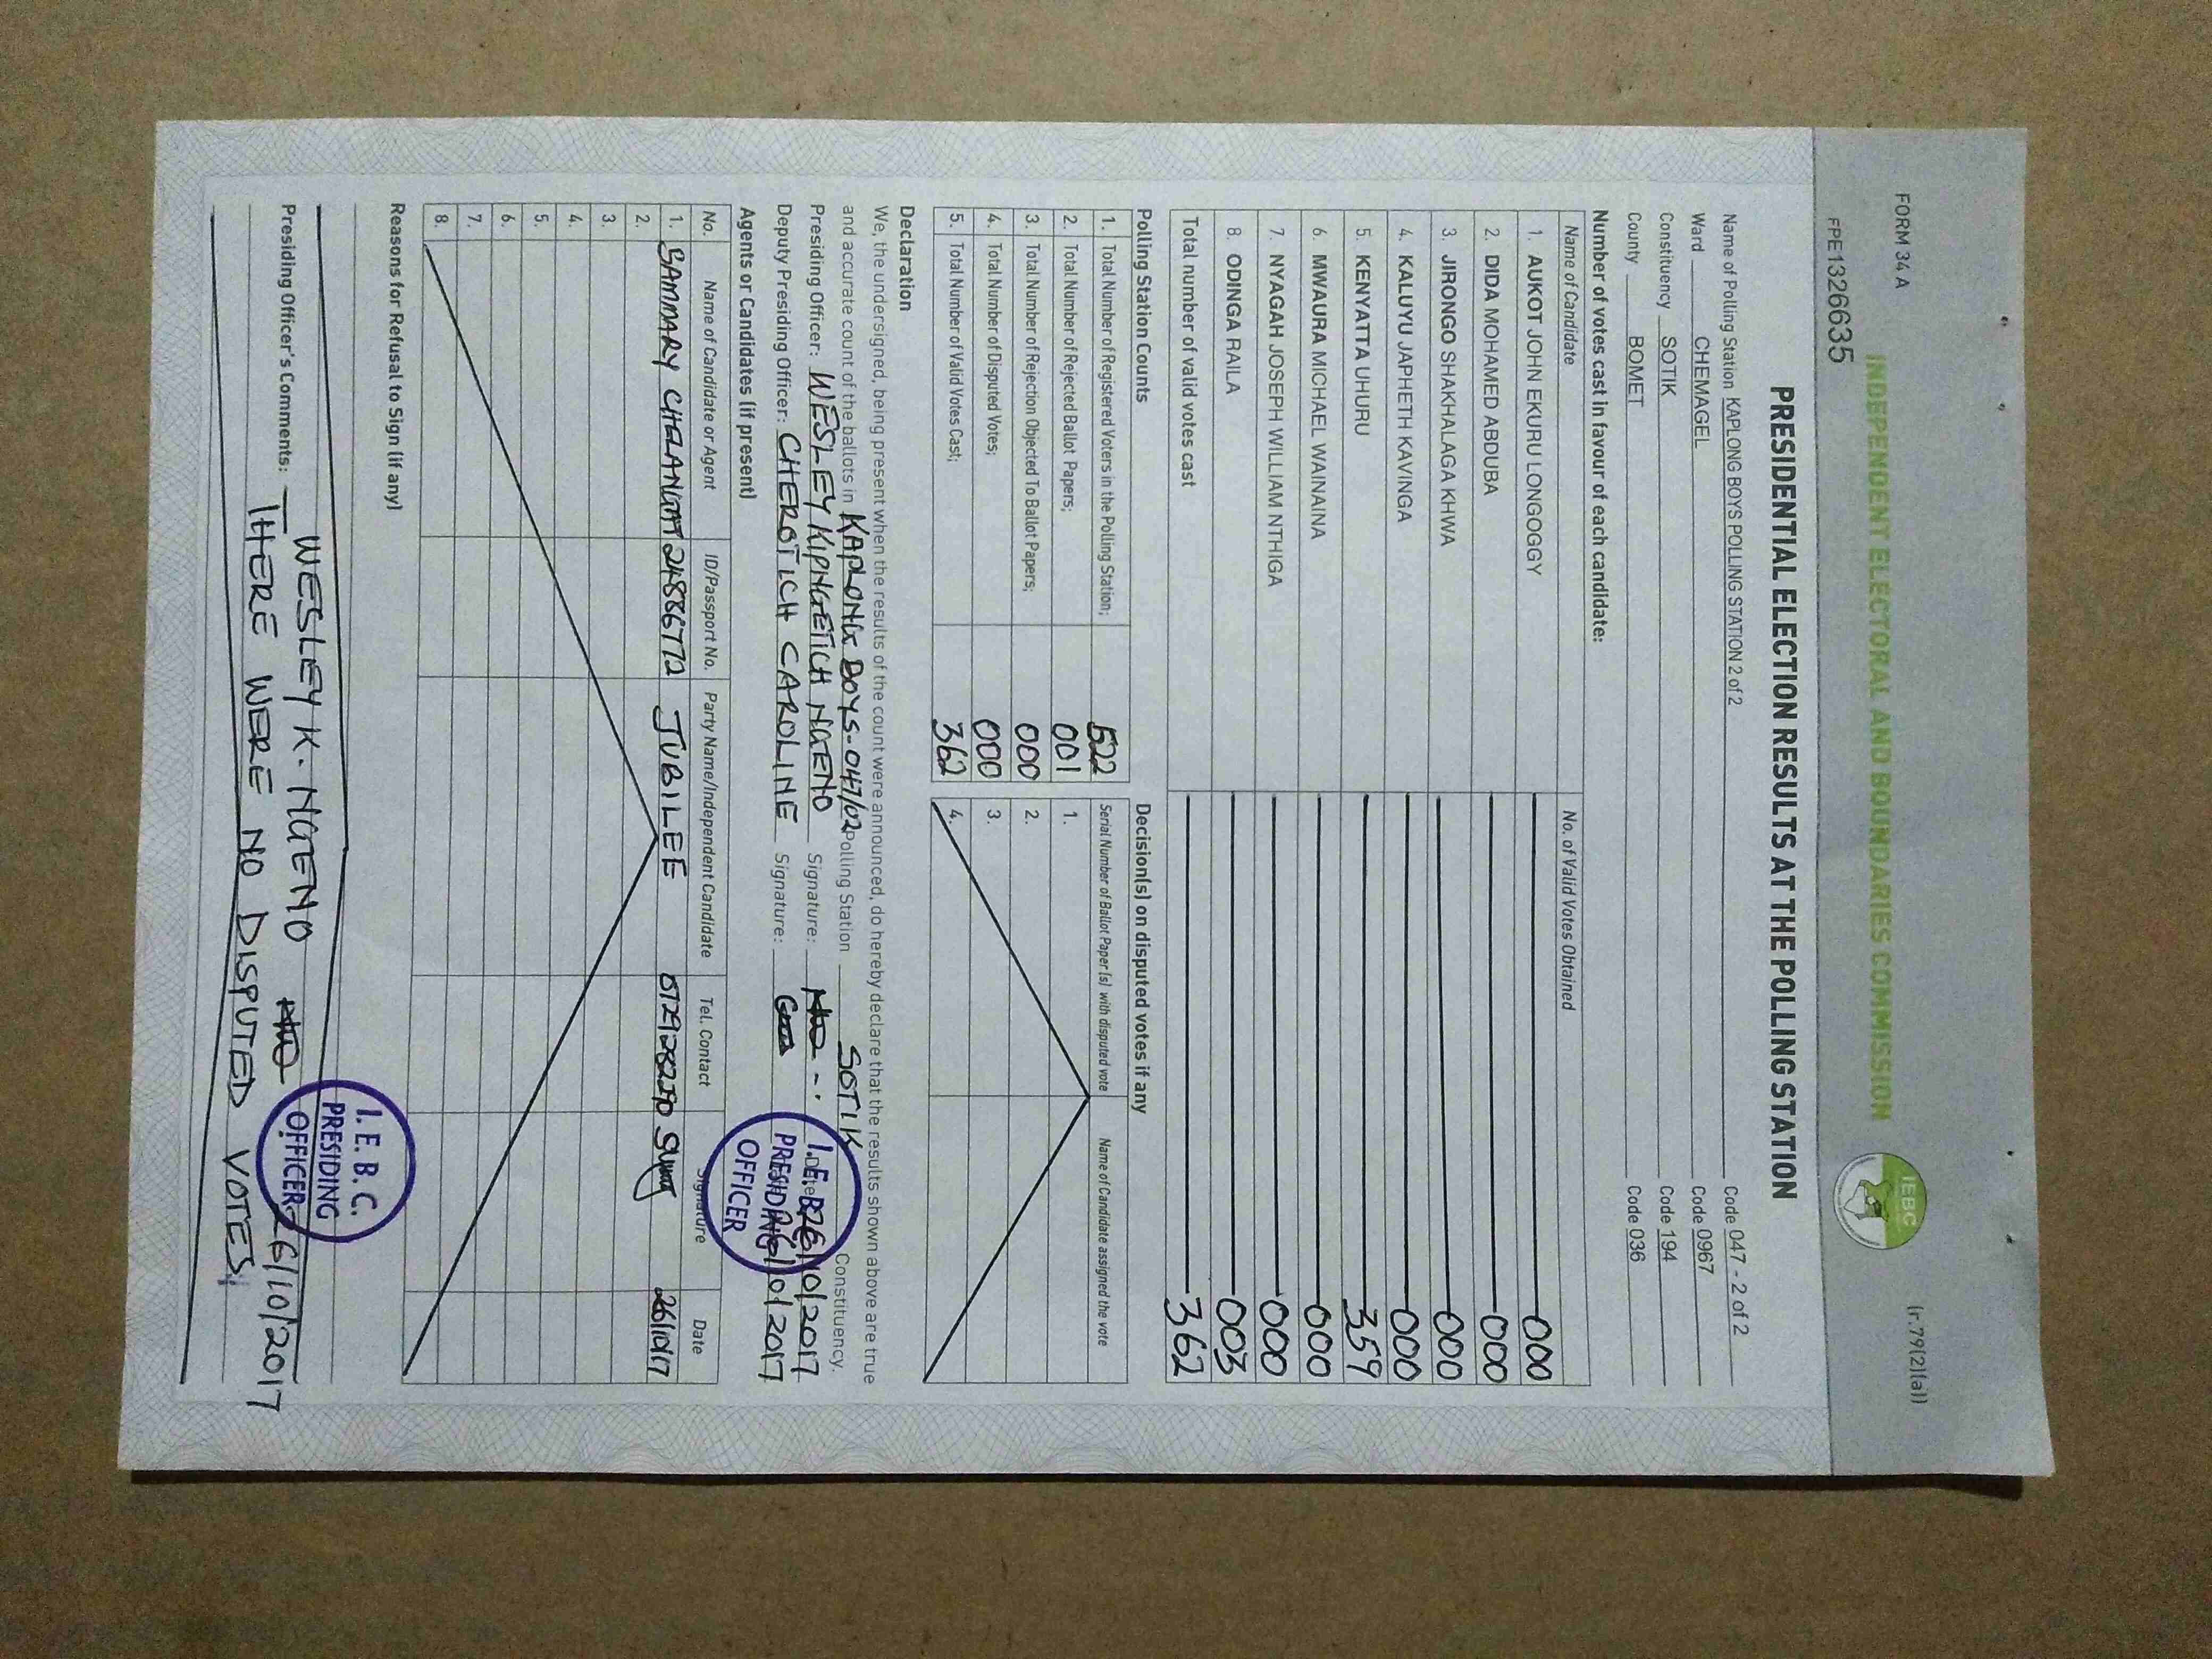 FORM 34 A
(r.79(2)(a))
INDEPENDENT ELECTORAL AND BOUNDARIES COMMISSION
IEBC
FPE1326635
PRESIDENTIAL ELECTION RESULTS AT THE POLLING STATION
Name of Polling Station KAPLONG BOYS POLLING STATION 2 of 2 Code 047 - 2 of 2
Ward CHEMAGEL Code 0967
Constituency SOTIK Code 194
County BOMET Code 036
Number of votes cast in favour of each candidate:
Name of Candidate No. of Valid Votes Obtained
1. AUKOT JOHN EKURU LONGOGGY 000
2. DIDA MOHAMED ABDUBA 000
3. JIRONGO SHAKHALAGA KHWA 000
4. KALUYU JAPHETH KAVINGA 000
5. KENYATTA UHURU 359
6. MWAURA MICHAEL WAINAINA 000
7. NYAGAH JOSEPH WILLIAM NTHIGA 000
8. ODINGA RAILA 003
Total number of valid votes cast 362
Polling Station Counts Decision(s) on disputed votes if any
1. Total Number of Registered Voters in the Polling Station; 522 Serial Number of Ballot Paper (s) with disputed vote Name of Candidate assigned the vote
2. Total Number of Rejected Ballot Papers; 001 1.
3. Total Number of Rejection Objected To Ballot Papers; 000 2.
4. Total Number of Disputed Votes; 000 3.
5. Total Number of Valid Votes Cast; 362 4.
Declaration
We, the undersigned, being present when the results of the count were announced, do hereby declare that the results shown above are true
and accurate count of the ballots in KAPLONG BOYS-047/02 Polling Station SOTIK Constituency.
Presiding Officer: WESLEY KIPNGETICH NGENO Signature: Date: 26/10/2017
Deputy Presiding Officer: CHEROTICH CAROLINE Signature: 26/10/2017
I.E.B.C.
PRESIDING
OFFICER
Agents or Candidates (if present)
No. Name of Candidate or Agent ID/Passport No. Party Name/Independent Candidate Tel. Contact Signature Date
1. SAMMARY 24886772 JUBILEE 26/10/17
2.
3.
4.
5.
6.
7.
8.
Reasons for Refusal to Sign (if any)
I. E. B. C.
PRESIDING
OFFICER
Presiding Officer's Comments: WESLEY K. NGENO 26/10/2017
THERE WERE NO DISPUTED VOTES